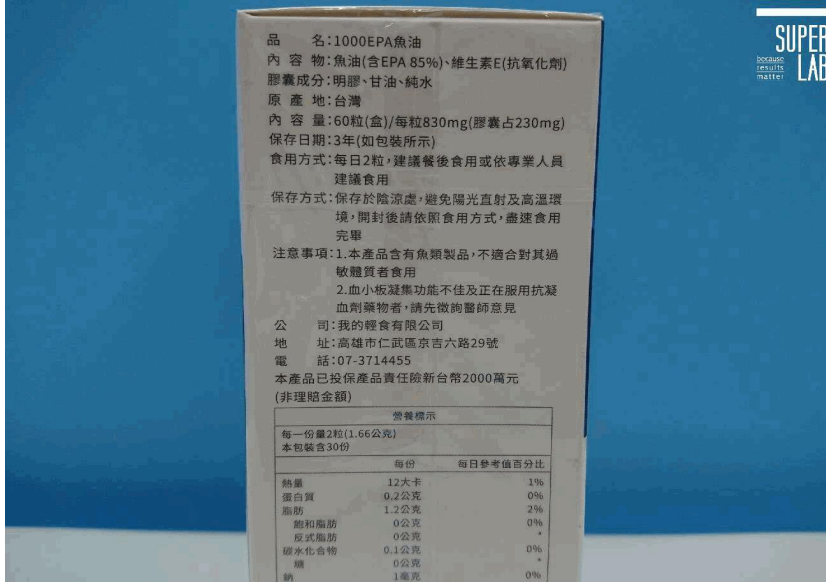 SUPER
LAB
because
results
matter
品名:1000EPA魚油
內容物:魚油(含EPA 85%)、維生素E(抗氧化劑)
膠囊成分:明膠、甘油、純水
原產地:台灣
內容量:60粒(盒)/每粒830mg(膠囊占230mg)
保存日期:3年(如包裝所示)
食用方式:每日2粒,建議餐後食用或依專業人員
建議食用
保存方式:保存於陰涼處,避免陽光直射及高溫環
境,開封後請依照食用方式,盡速食用
完畢
注意事項:1.本產品含有魚類製品,不適合對其過
敏體質者食用
2.血小板凝集功能不佳及正在服用抗凝
血劑藥物者,請先徵詢醫師意見
公司:我的輕食有限公司
地址:高雄市仁武區京吉六路29號
電話:07-3714455
本產品已投保產品責任險新台幣2000萬元
(非理賠金額)
營養標示
每一份量2粒(1.66公克)
本包裝含30份
每份 每日參考值百分比
熱量 12大卡 1%
蛋白質 0.2公克 0%
脂肪 1.2公克 2%
飽和脂肪 0公克 0%
反式脂肪 0公克 *
碳水化合物 0.1公克 0%
糖 0公克 *
鈉 1毫克 0%